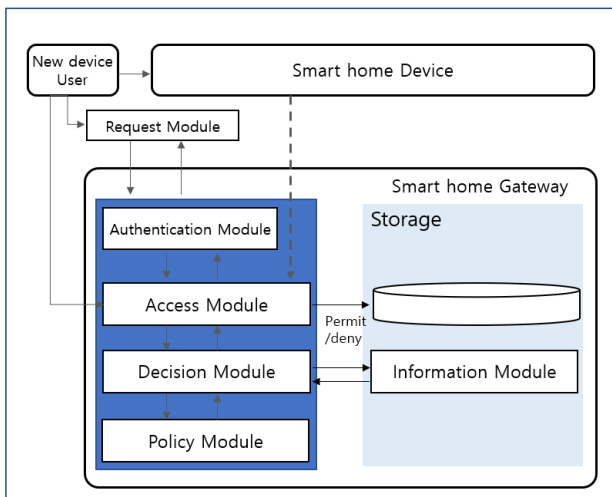 New device
User
Smart home Device
Request Module
Smart home Gateway
Storage
Authentication Module
Access Module
Permit
/deny
Decision Module
Information Module
Policy Module